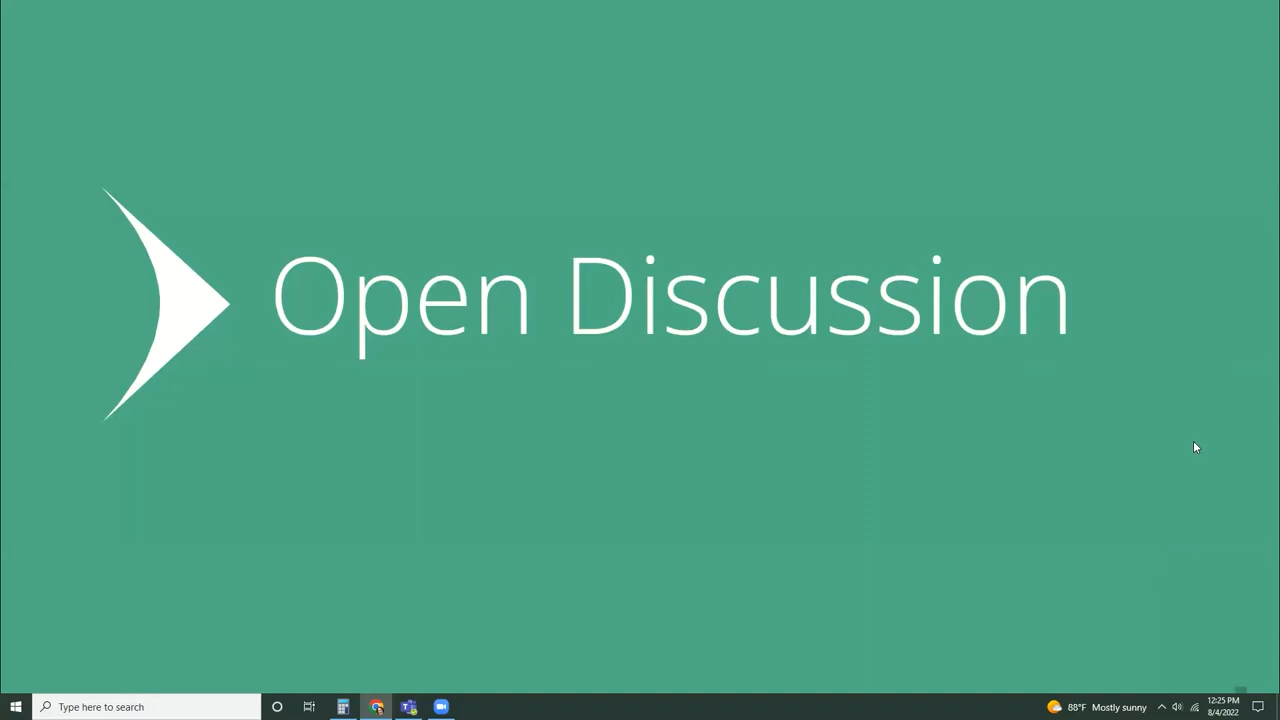 Open Discussion
Type here to search
88°F Mostly sunny
12:25 PM
8/4/2022